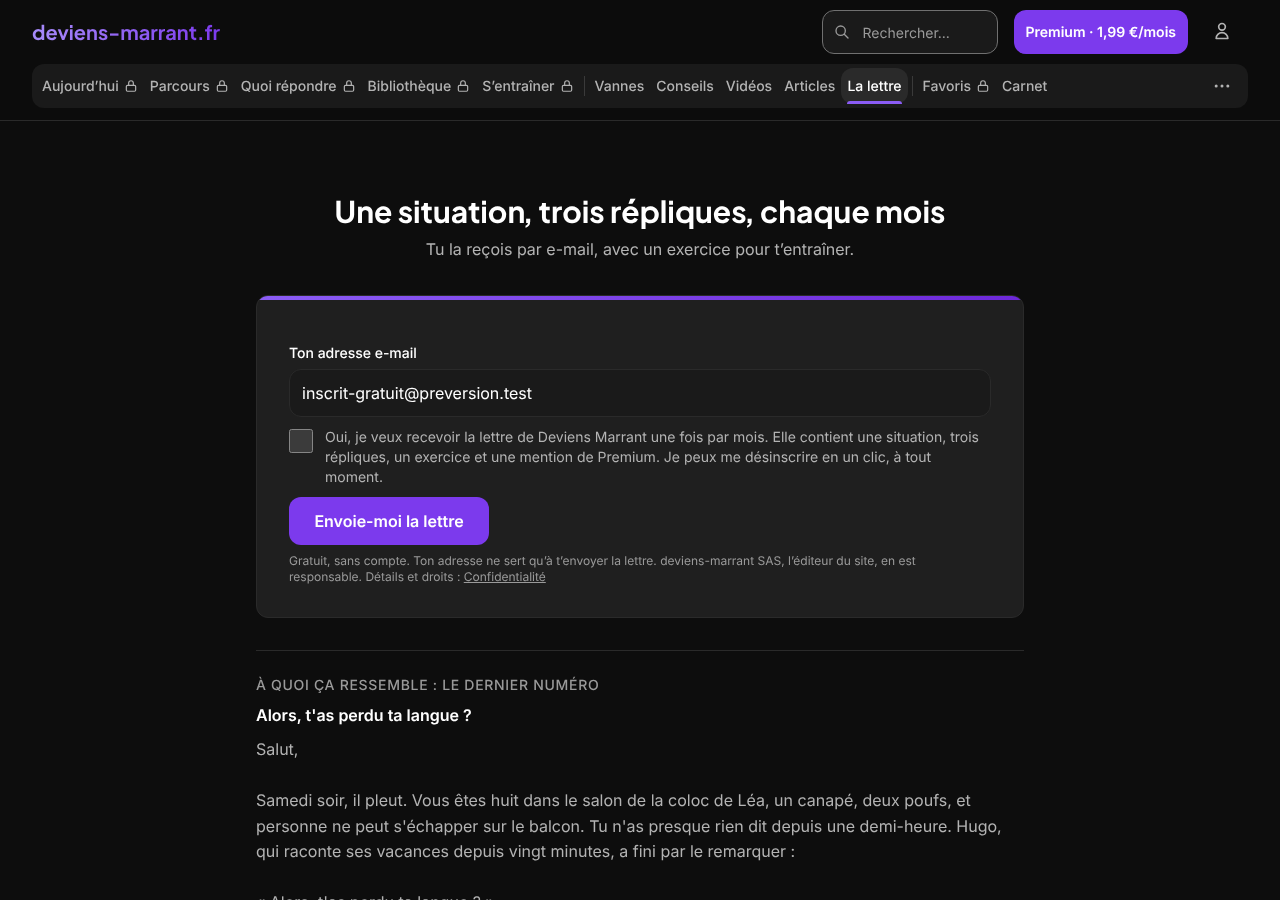 deviens-marrant.fr
Rechercher...
Premium · 1,99 €/mois
Aujourd’hui
Parcours
Quoi répondre
Bibliothèque
S’entraîner
Vannes
Conseils
Vidéos
Articles
La lettre
Favoris
Carnet
Une situation, trois répliques, chaque mois
Tu la reçois par e-mail, avec un exercice pour t’entraîner.
Ton adresse e-mail
inscrit-gratuit@preversion.test
Oui, je veux recevoir la lettre de Deviens Marrant une fois par mois. Elle contient une situation, trois
répliques, un exercice et une mention de Premium. Je peux me désinscrire en un clic, à tout
moment.
Envoie-moi la lettre
Gratuit, sans compte. Ton adresse ne sert qu’à t’envoyer la lettre. deviens-marrant SAS, l’éditeur du site, en est
responsable. Détails et droits : Confidentialité
À QUOI ÇA RESSEMBLE : LE DERNIER NUMÉRO
Alors, t'as perdu ta langue ?
Salut,
Samedi soir, il pleut. Vous êtes huit dans le salon de la coloc de Léa, un canapé, deux poufs, et
personne ne peut s'échapper sur le balcon. Tu n'as presque rien dit depuis une demi-heure. Hugo,
qui raconte ses vacances depuis vingt minutes, a fini par le remarquer :
« Alors, t'as perdu ta langue ? »